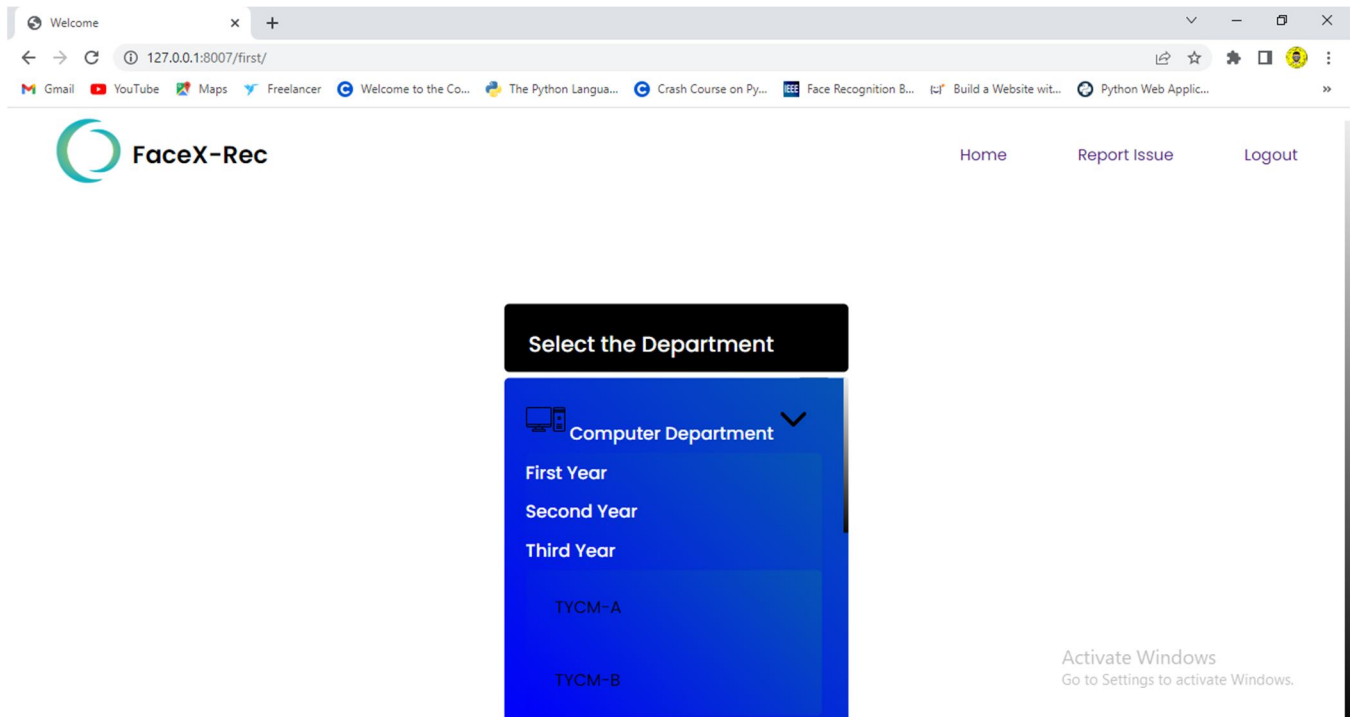 Welcome
127.0.0.1:8007/first/
Gmail YouTube Maps Freelancer Welcome to the Co... The Python Langua... Crash Course on Py... IEEE Face Recognition B... Build a Website wit... Python Web Applic... »
FaceX-Rec Home Report Issue Logout
Select the Department
Computer Department
First Year
Second Year
Third Year
TYCM-A
TYCM-B
Activate Windows
Go to Settings to activate Windows.